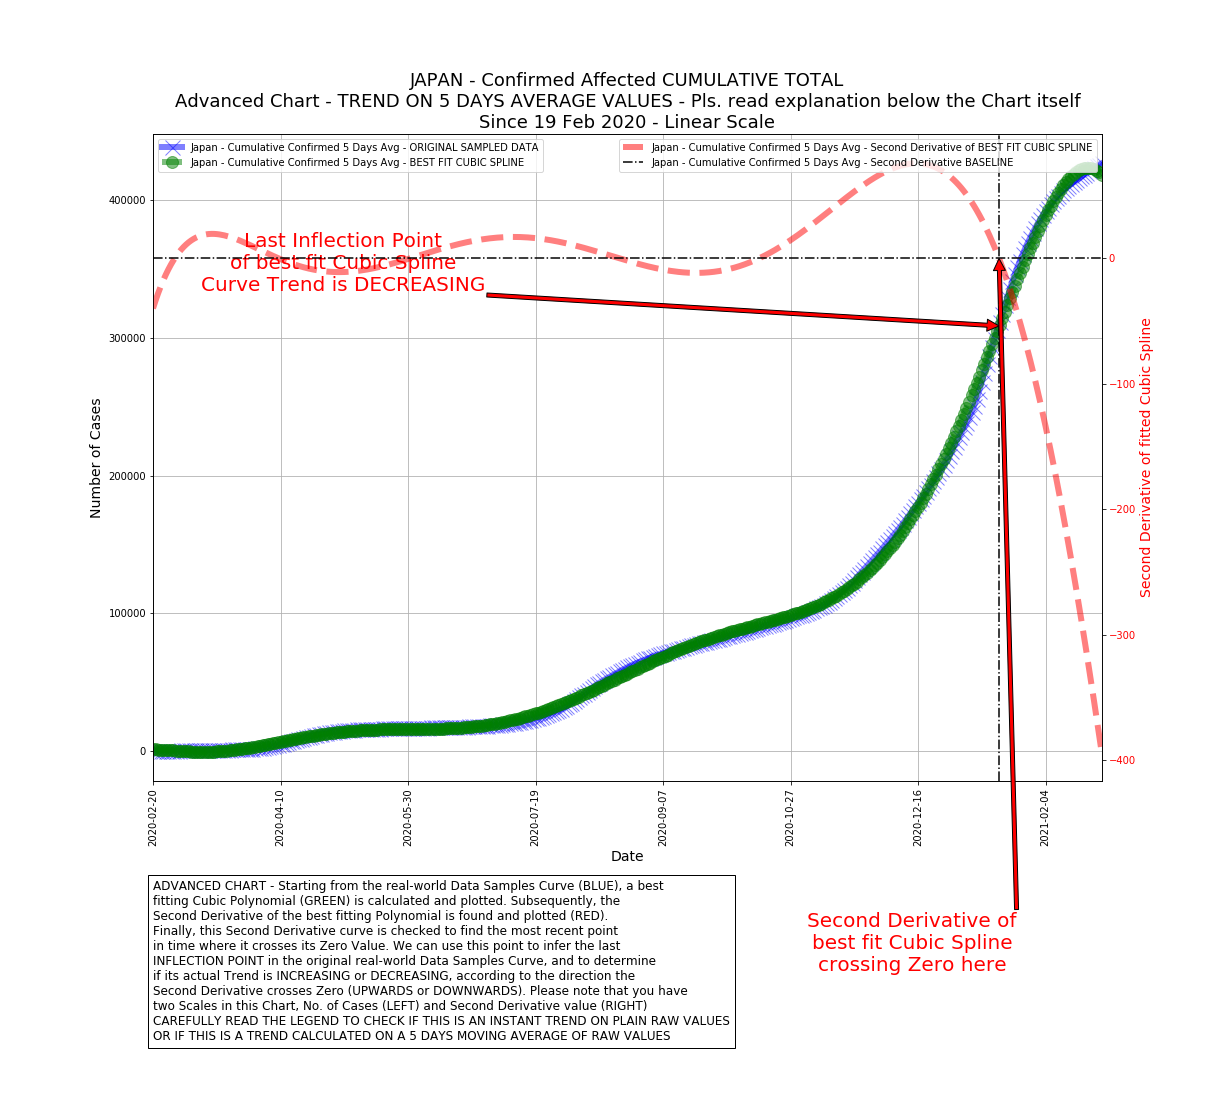 JAPAN - Confirmed Affected CUMULATIVE TOTAL
Advanced Chart - TREND ON 5 DAYS AVERAGE VALUES - Pls. read explanation below the Chart itself
Since 19 Feb 2020 - Linear Scale
Japan - Cumulative Confirmed 5 Days Avg - ORIGINAL SAMPLED DATA
Japan - Cumulative Confirmed 5 Days Avg - BEST FIT CUBIC SPLINE
Japan - Cumulative Confirmed 5 Days Avg - Second Derivative of BEST FIT CUBIC SPLINE
Japan - Cumulative Confirmed 5 Days Avg - Second Derivative BASELINE
Last Inflection Point
of best fit Cubic Spline
Curve Trend is DECREASING
400000
300000
200000
100000
0
Number of Cases
0
−100
−200
−300
−400
Second Derivative of fitted Cubic Spline
2020-02-20
2020-04-10
2020-05-30
2020-07-19
2020-09-07
2020-10-27
2020-12-16
2021-02-04
Date
ADVANCED CHART - Starting from the real-world Data Samples Curve (BLUE), a best
fitting Cubic Polynomial (GREEN) is calculated and plotted. Subsequently, the
Second Derivative of the best fitting Polynomial is found and plotted (RED).
Finally, this Second Derivative curve is checked to find the most recent point
in time where it crosses its Zero Value. We can use this point to infer the last
INFLECTION POINT in the original real-world Data Samples Curve, and to determine
if its actual Trend is INCREASING or DECREASING, according to the direction the
Second Derivative crosses Zero (UPWARDS or DOWNWARDS). Please note that you have
two Scales in this Chart, No. of Cases (LEFT) and Second Derivative value (RIGHT)
CAREFULLY READ THE LEGEND TO CHECK IF THIS IS AN INSTANT TREND ON PLAIN RAW VALUES
OR IF THIS IS A TREND CALCULATED ON A 5 DAYS MOVING AVERAGE OF RAW VALUES
Second Derivative of
best fit Cubic Spline
crossing Zero here